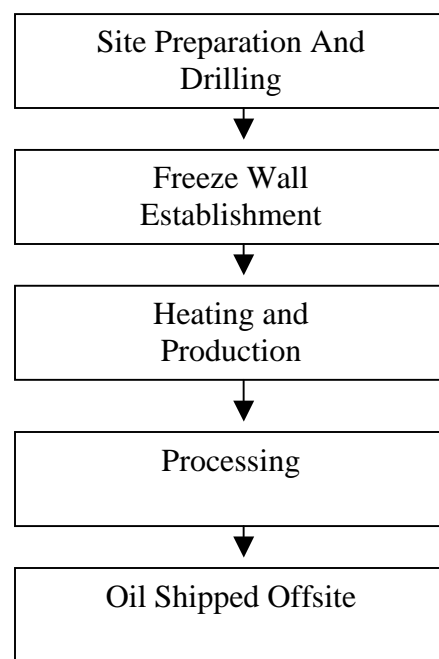 Site Preparation And
Drilling
Freeze Wall
Establishment
Heating and
Production
Processing
Oil Shipped Offsite